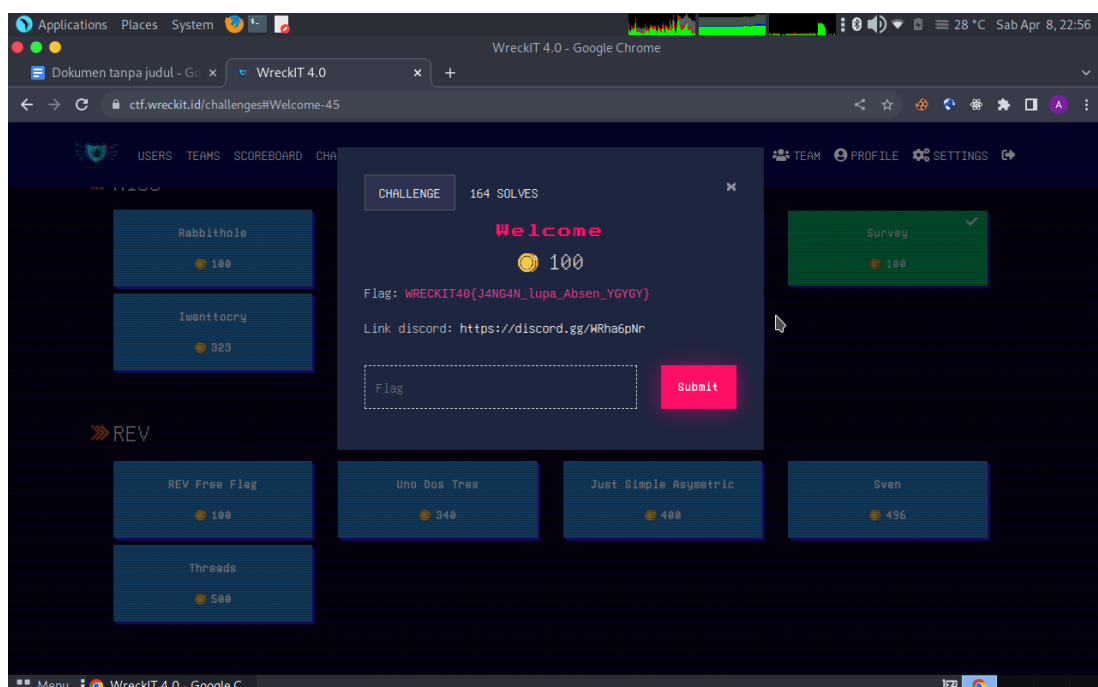 Applications Places System 28 °C Sab Apr 8, 22:56
WreckIT 4.0 - Google Chrome
Dokumen tanpa judul - Go × WreckIT 4.0 × +
ctf.wreckit.id/challenges#Welcome-45 A
USERS TEAMS SCOREBOARD CHA TEAM PROFILE SETTINGS
CHALLENGE 164 SOLVES ×
Welcome
100
Flag: WRECKIT40{J4NG4N_lupa_Absen_YGYGY}
Link discord: https://discord.gg/WRha6pNr
Flag Submit
Rabbithole
100
Survey
100
Iwanttocry
323
REV
REV Free Flag Uno Dos Tres Just Simple Asymetric Sven
100 340 400 496
Threads
500
Menu WreckIT 4.0 - Google C